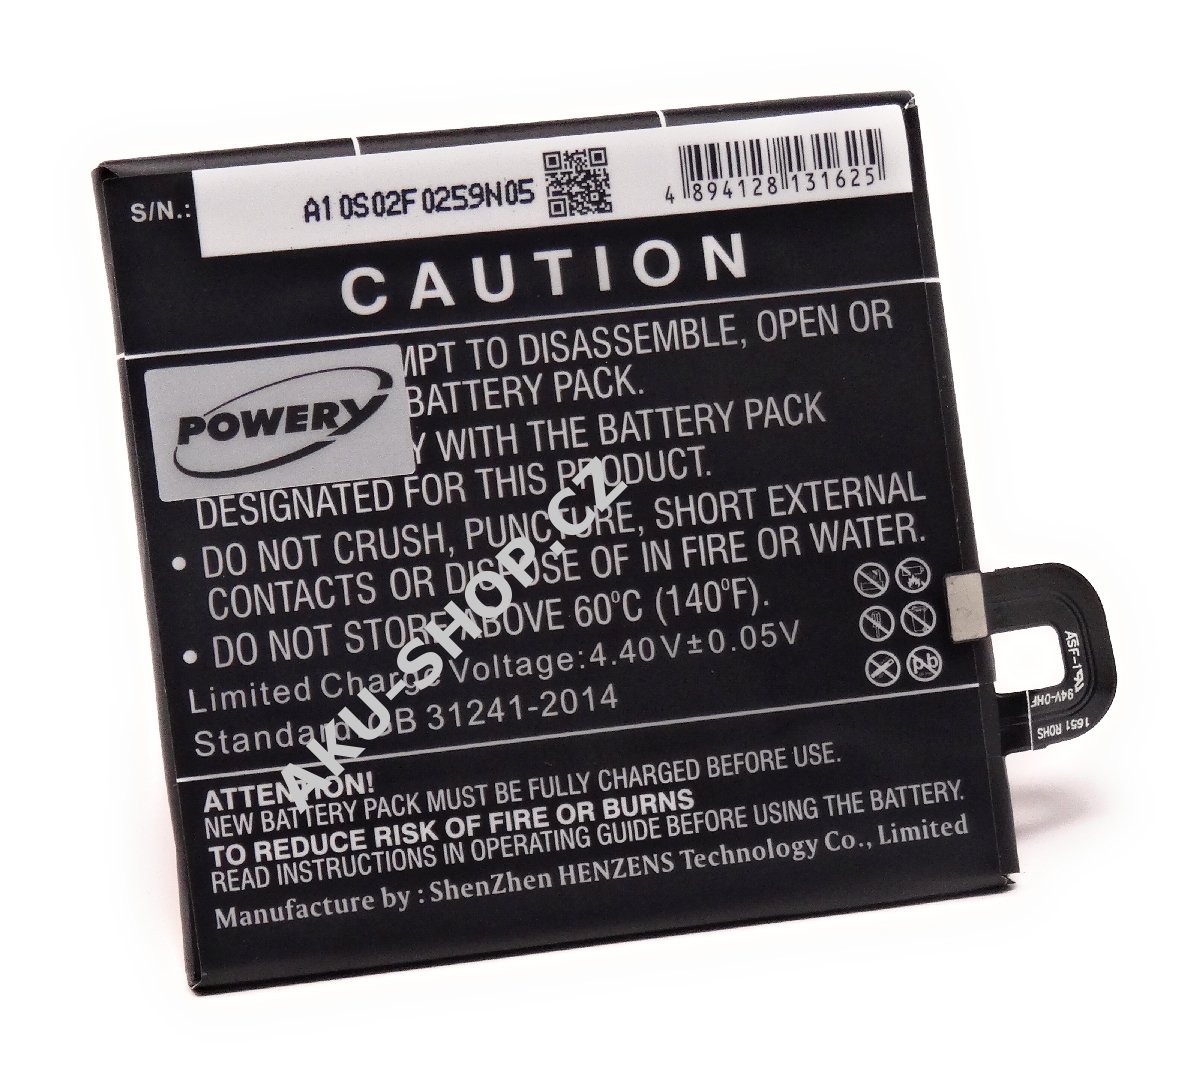 S/N.: A10S02F0259N05
4 894128 131625
CAUTION
MPT TO DISASSEMBLE, OPEN OR
BATTERY PACK.
POWERY
Y WITH THE BATTERY PACK
DESIGNATED FOR THIS PRODUCT.
• DO NOT CRUSH, PUNCTURE, SHORT EXTERNAL
CONTACTS OR DISPOSE OF IN FIRE OR WATER.
• DO NOT STORE ABOVE 60°C (140°F).
Limited Charge Voltage:4.40V±0.05V
Standard:GB 31241-2014
Pb
ATTENTION!
NEW BATTERY PACK MUST BE FULLY CHARGED BEFORE USE.
TO REDUCE RISK OF FIRE OR BURNS
READ INSTRUCTIONS IN OPERATING GUIDE BEFORE USING THE BATTERY.
Manufacture by : ShenZhen HENZENS Technology Co., Limited
94V-0HF
1651 ROHS
AKU-SHOP.CZ